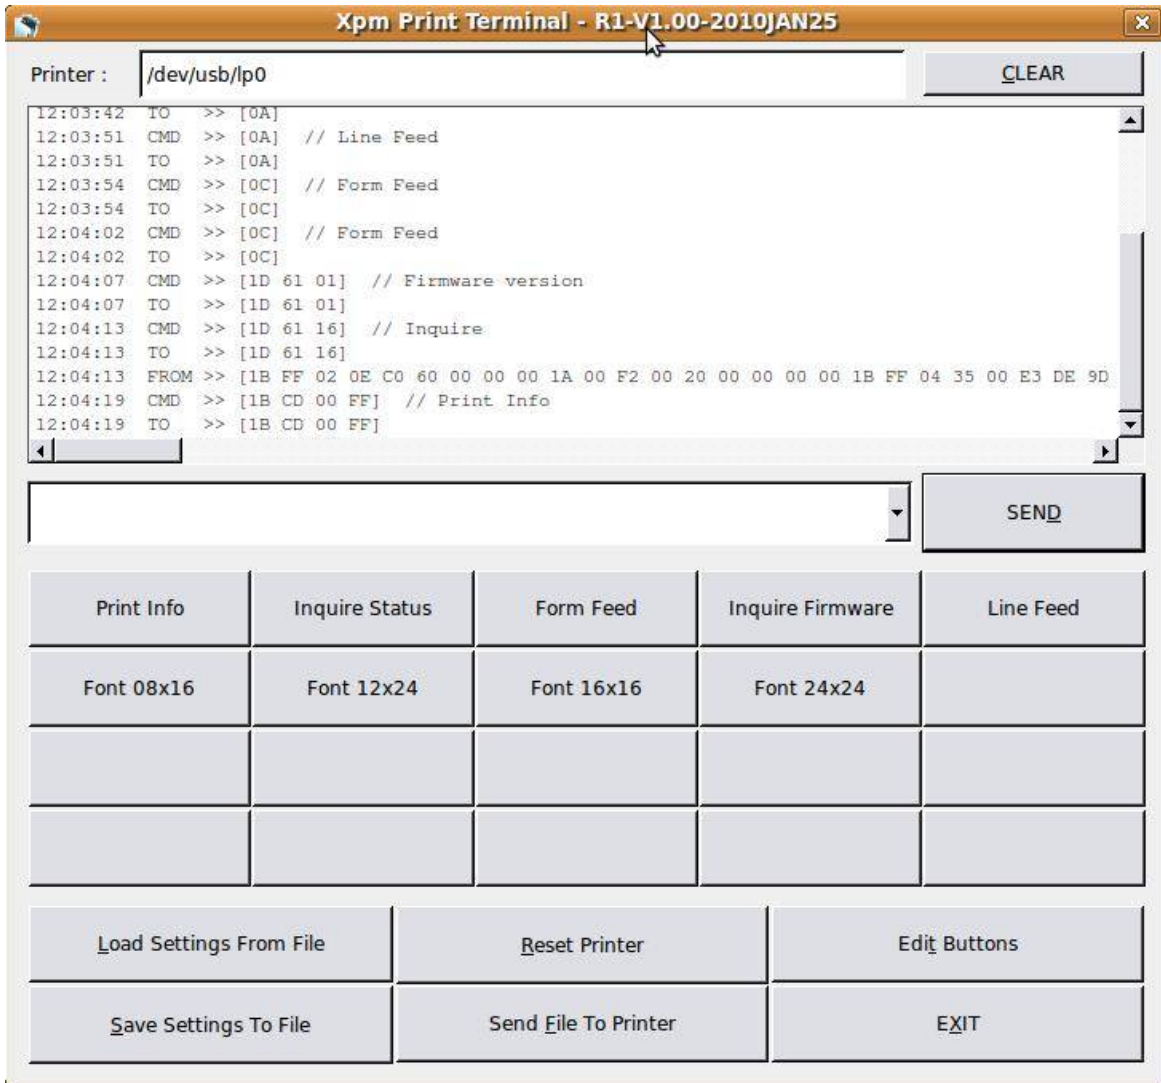 Xpm Print Terminal - R1-V1.00-2010JAN25
Printer : /dev/usb/lp0 CLEAR
12:03:42 TO >> [0A]
12:03:51 CMD >> [0A] // Line Feed
12:03:51 TO >> [0A]
12:03:54 CMD >> [0C] // Form Feed
12:03:54 TO >> [0C]
12:04:02 CMD >> [0C] // Form Feed
12:04:02 TO >> [0C]
12:04:07 CMD >> [1D 61 01] // Firmware version
12:04:07 TO >> [1D 61 01]
12:04:13 CMD >> [1D 61 16] // Inquire
12:04:13 TO >> [1D 61 16]
12:04:13 FROM >> [1B FF 02 0E C0 60 00 00 00 1A 00 F2 00 20 00 00 00 00 1B FF 04 35 00 E3 DE 9D
12:04:19 CMD >> [1B CD 00 FF] // Print Info
12:04:19 TO >> [1B CD 00 FF]
SEND
Print Info Inquire Status Form Feed Inquire Firmware Line Feed
Font 08x16 Font 12x24 Font 16x16 Font 24x24
Load Settings From File Reset Printer Edit Buttons
Save Settings To File Send File To Printer EXIT